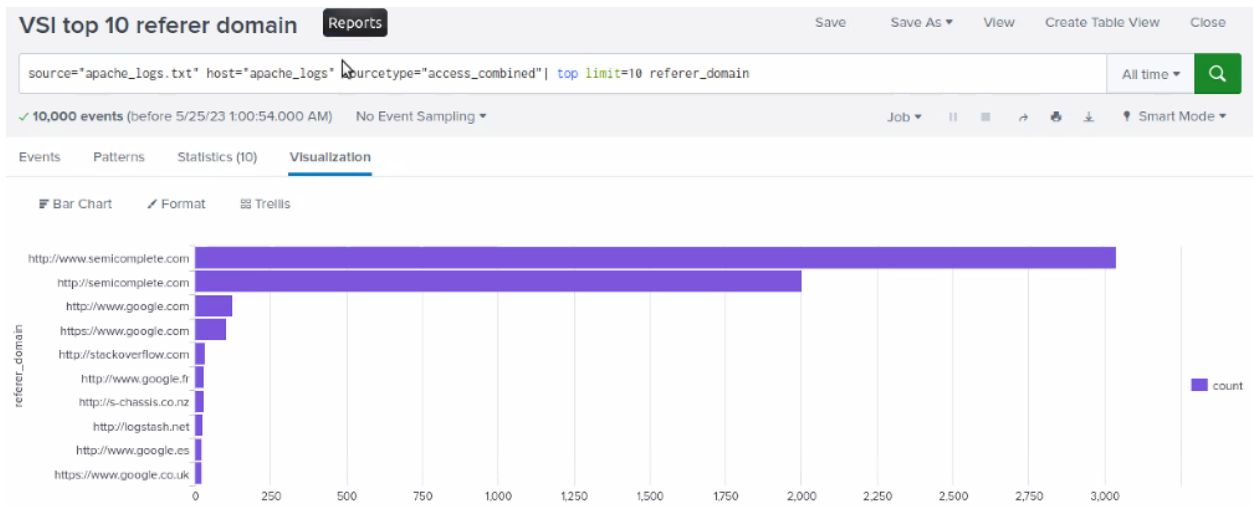 VSI top 10 referer domain
Reports
Save
Save As
View
Create Table View
Close
source="apache_logs.txt" host="apache_logs" sourcetype="access_combined"| top limit=10 referer_domain
All time
10,000 events (before 5/25/23 1:00:54.000 AM)
No Event Sampling
Job
Smart Mode
Events
Patterns
Statistics (10)
Visualization
Bar Chart
Format
Trellis
referer_domain
http://www.semicomplete.com
http://semicomplete.com
http://www.google.com
https://www.google.com
http://stackoverflow.com
http://www.google.fr
http://s-chassis.co.nz
http://logstash.net
http://www.google.es
https://www.google.co.uk
count
0
250
500
750
1,000
1,250
1,500
1,750
2,000
2,250
2,500
2,750
3,000